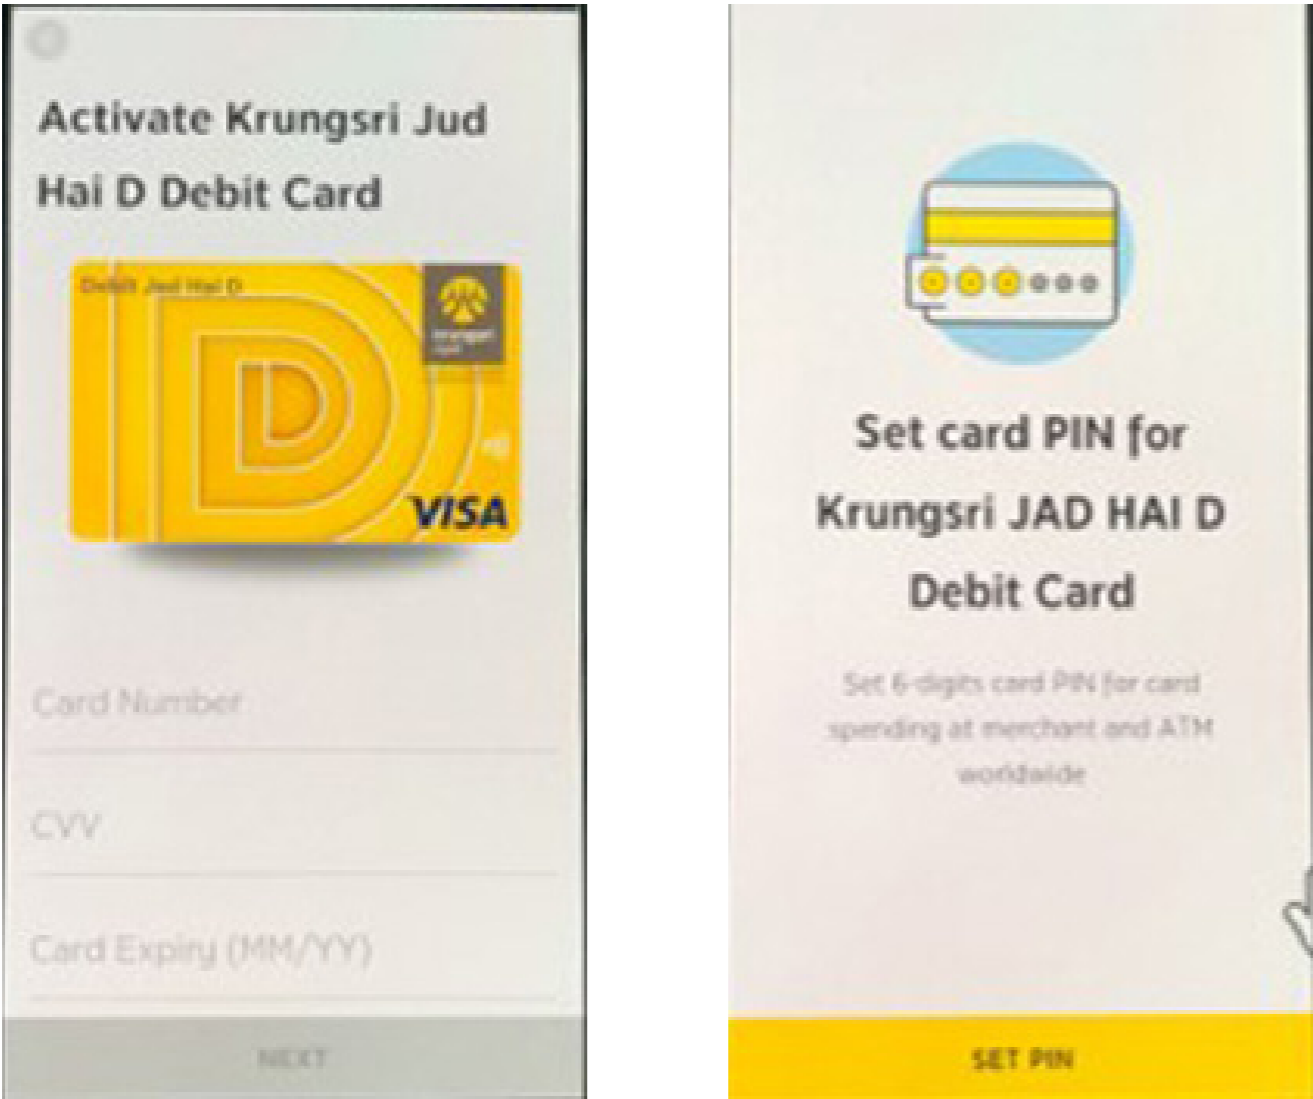 Activate Krungsri Jud
Hai D Debit Card
Debit Jud Hai D
krungsri
card
VISA
Card Number
CVV
Card Expiry (MM/YY)
NEXT
Set card PIN for
Krungsri JAD HAI D
Debit Card
Set 6-digits card PIN for card
spending at merchant and ATM
worldwide
SET PIN